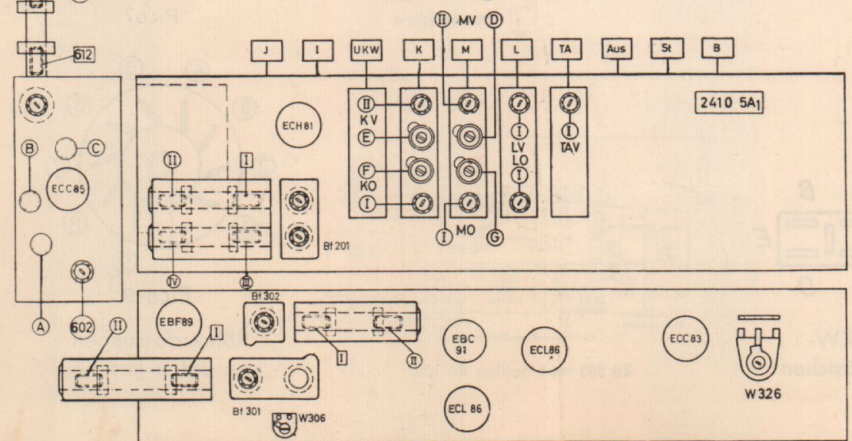 II MV D
612
J I UKW K M L TA Aus St B
II
KV
E
F
KO
I
I
LV
LO
I
I
TAV
2410 5A1
ECH81
B
C
ECC85
II I
IV III
Bf 201
I MO G
A
602
II
EBF89
I
Bf 302
I II
EBC
91
ECL86
ECC83
W326
Bf 301
W306
ECL 86